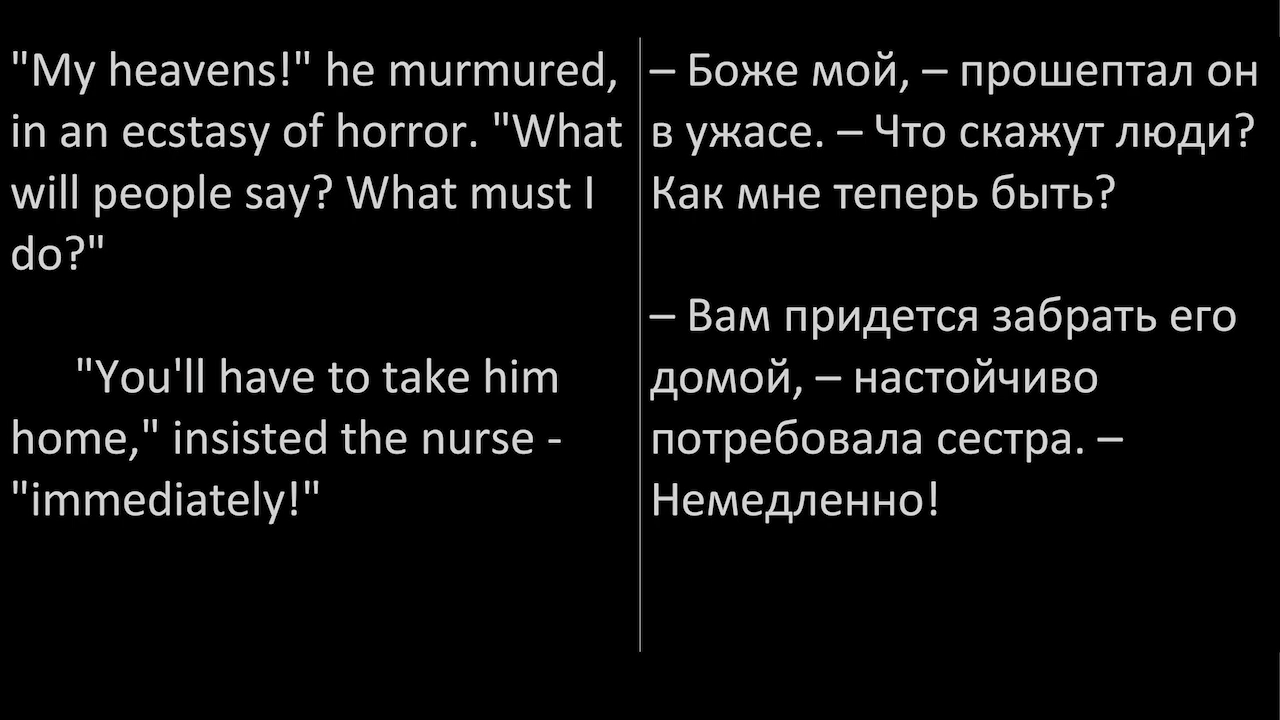 "My heavens!" he murmured,
in an ecstasy of horror. "What
will people say? What must I
do?"
"You'll have to take him
home," insisted the nurse -
"immediately!"
– Боже мой, – прошептал он
в ужасе. – Что скажут люди?
Как мне теперь быть?
– Вам придется забрать его
домой, – настойчиво
потребовала сестра. –
Немедленно!